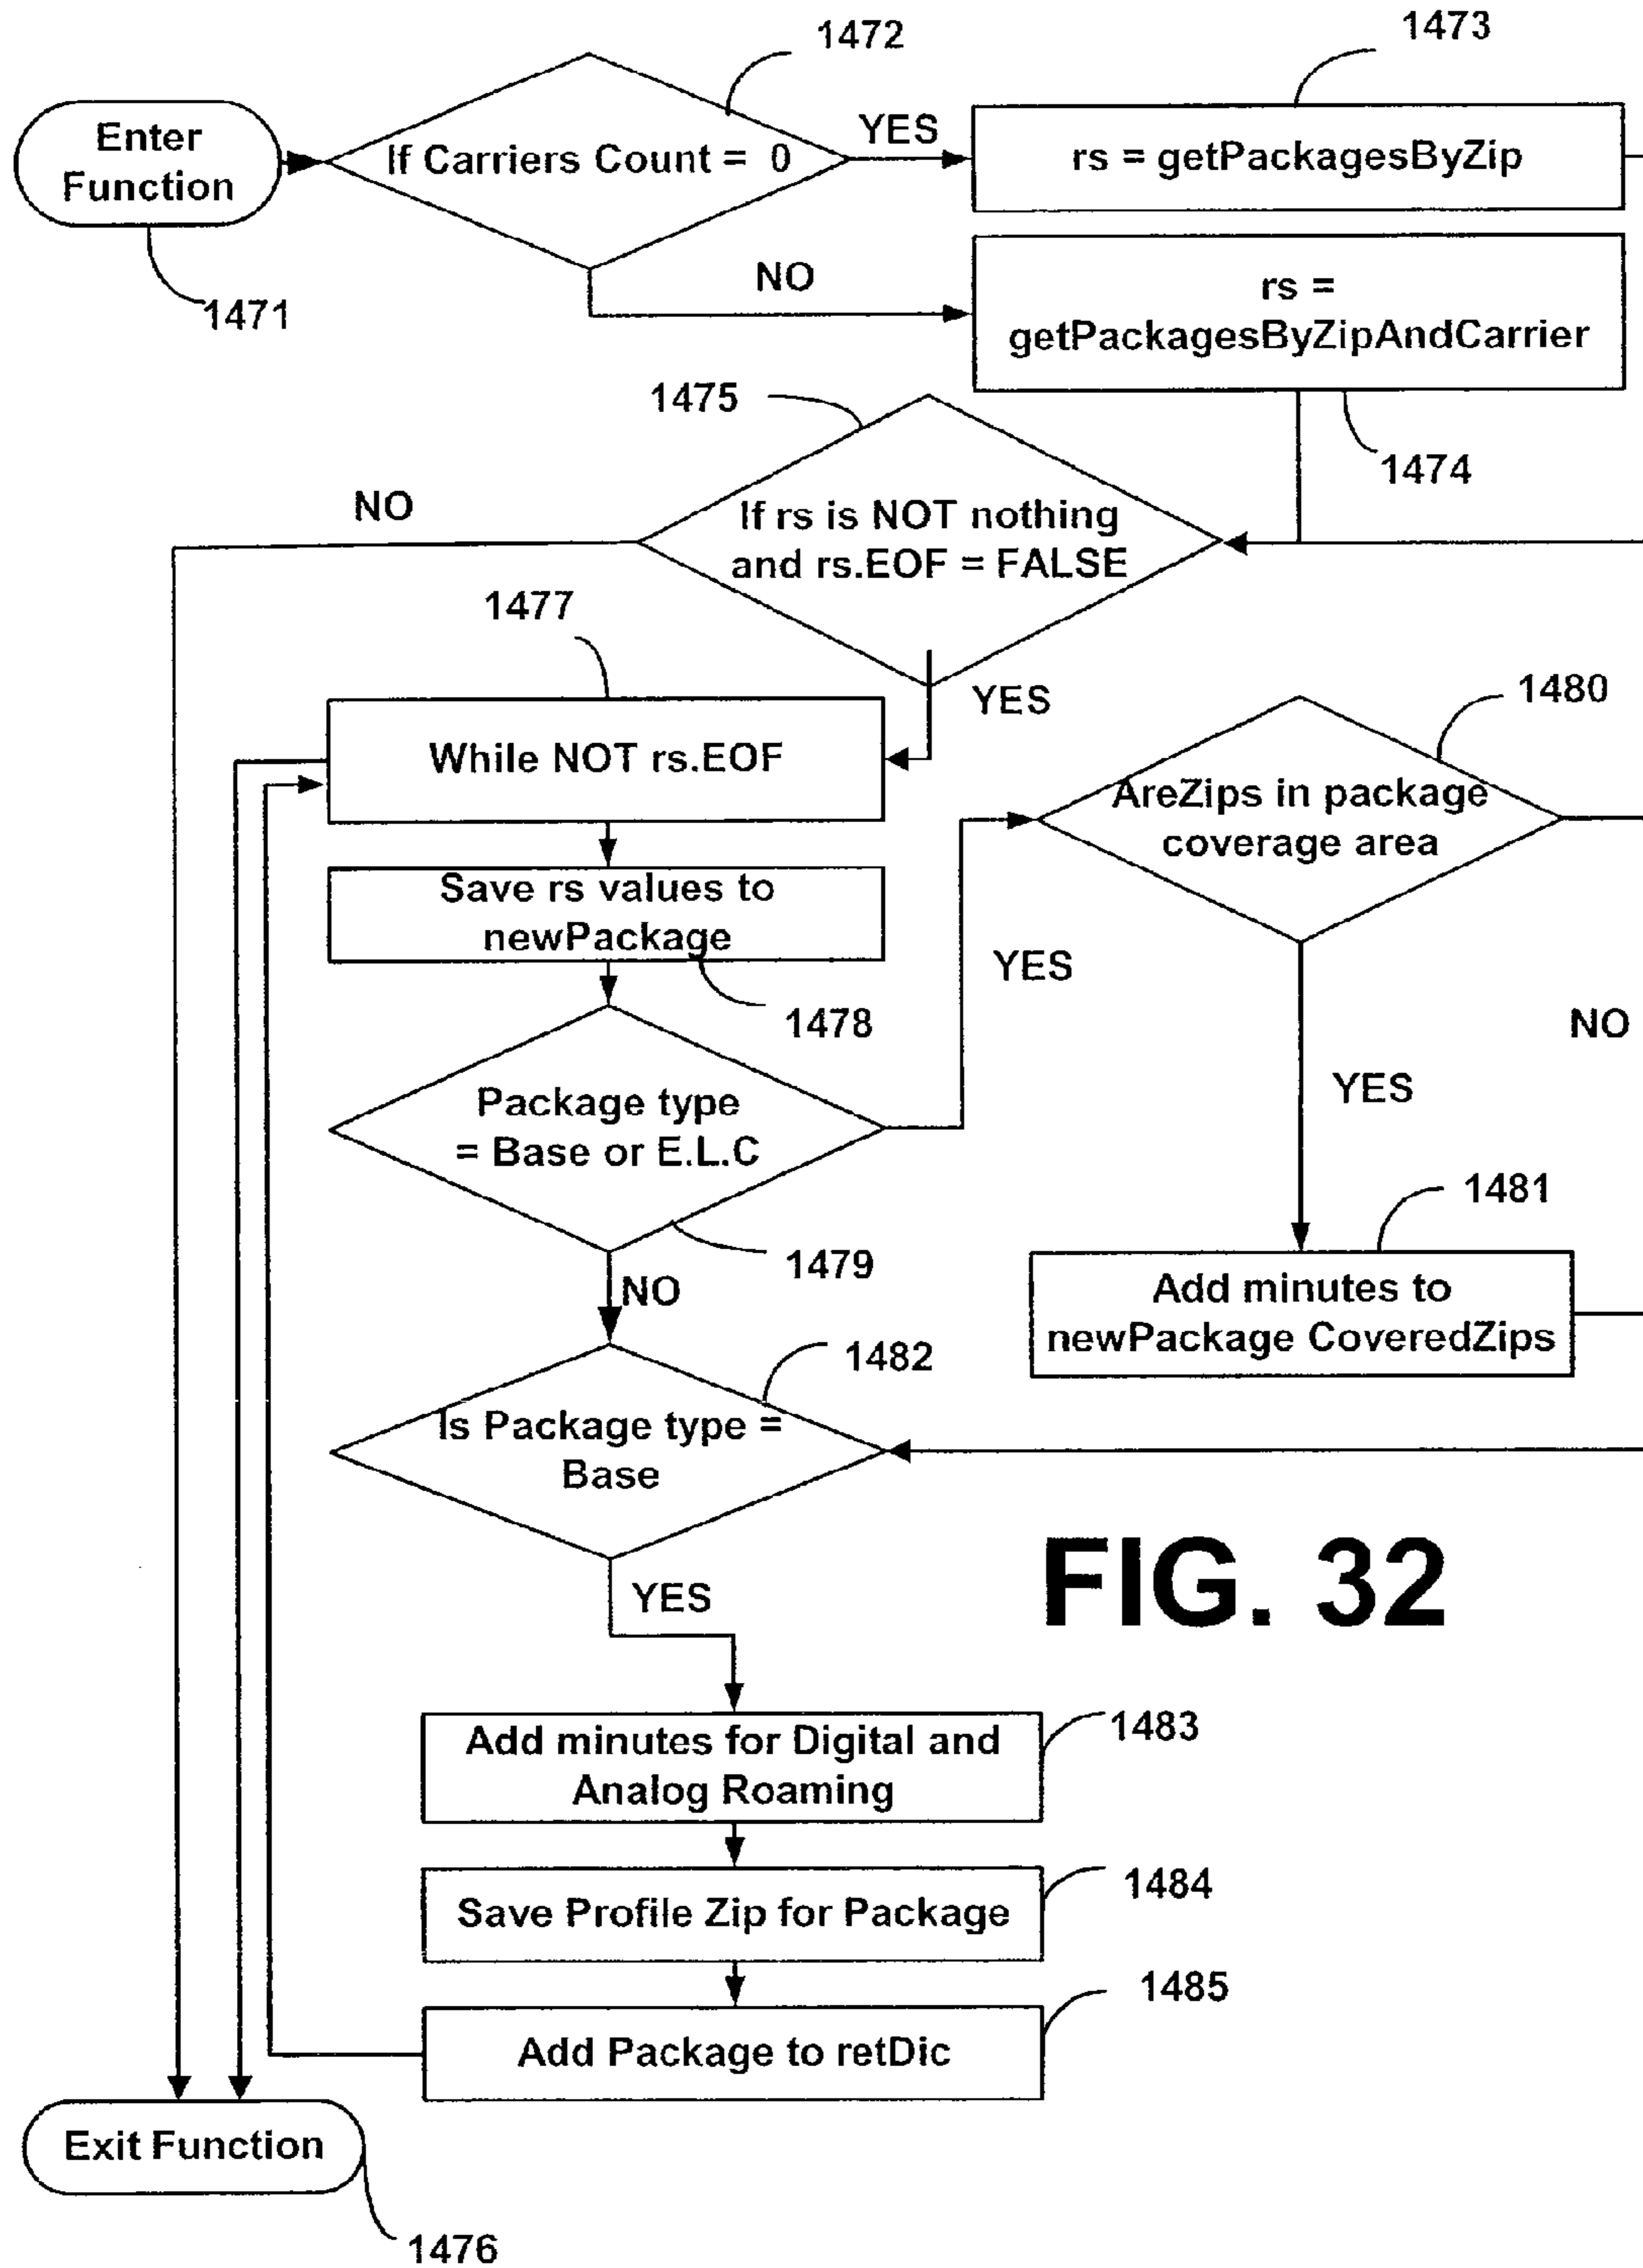 1472
1473
Enter
Function
If Carriers Count = 0
YES
rs = getPackagesByZip
1471
NO
rs =
getPackagesByZipAndCarrier
1475
1474
NO
If rs is NOT nothing
and rs.EOF = FALSE
1477
YES
1480
While NOT rs.EOF
AreZips in package
coverage area
Save rs values to
newPackage
YES
1478
NO
Package type
= Base or E.L.C
YES
1479
1481
NO
Add minutes to
newPackage CoveredZips
1482
Is Package type =
Base
FIG. 32
YES
Add minutes for Digital and
Analog Roaming
1483
Save Profile Zip for Package
1484
Add Package to retDic
1485
Exit Function
1476